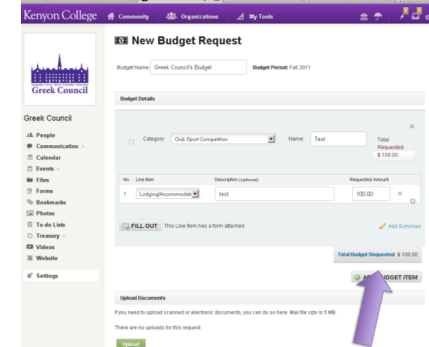 Kenyon College Community Organizations My Tools
New Budget Request
Budget Name: Greek Council's Budget Budget Period: Fall 2011
Greek Council
Budget Details
Greek Council
People
Communication
Calendar
Events
Files
Forms
Bookmarks
Photos
To-do Lists
Treasury
Videos
Website
Settings
Category: Club Sport Competition Name: Test Total Requested $ 100.00
No. Line Item Description (optional) Requested Amount
1 Lodging/Accommodati test 100.00
FILL OUT This Line Item has a form attached Add Summary
Total Budget Requested $ 100.00
ADD BUDGET ITEM
Upload Documents
If you need to upload scanned or electronic documents, you can do so here. Max file size is 5 MB
There are no uploads for this request
Upload